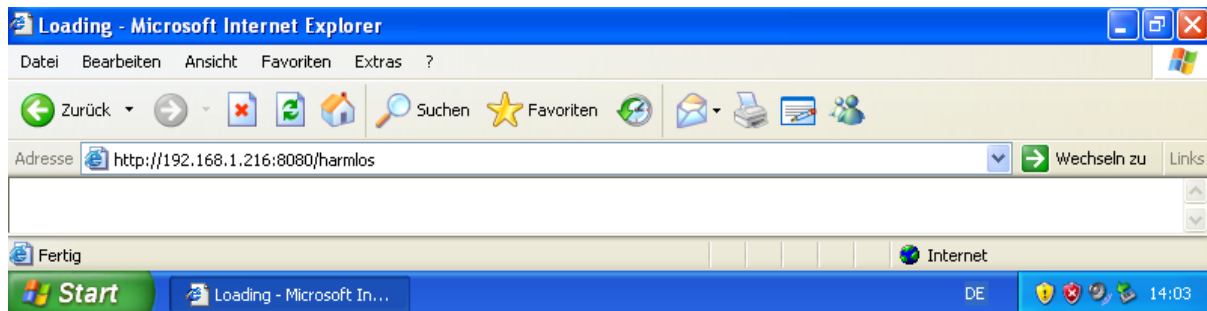 Loading - Microsoft Internet Explorer
Datei Bearbeiten Ansicht Favoriten Extras ?
Zurück Suchen Favoriten
Adresse http://192.168.1.216:8080/harmlos Wechseln zu Links
Fertig Internet
Start Loading - Microsoft In... DE 14:03